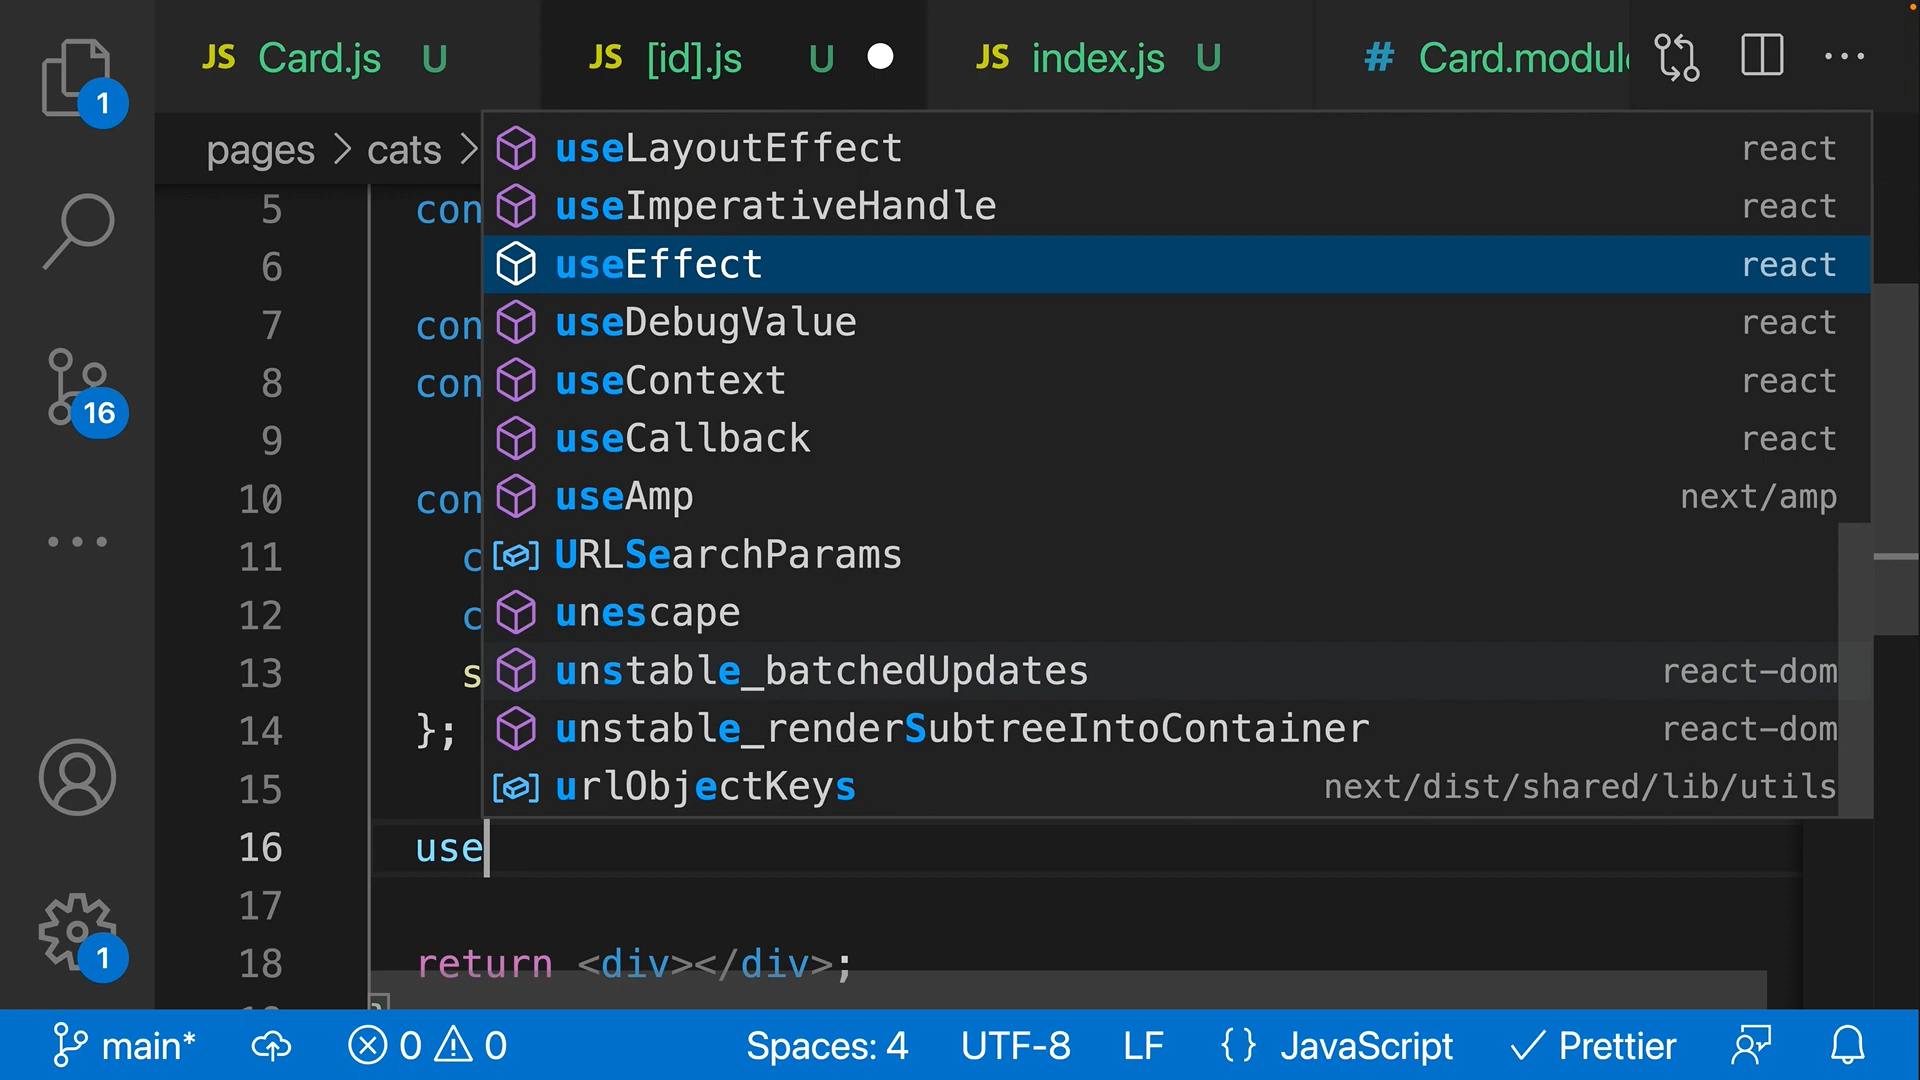 JS Card.js U JS [id].js U JS index.js U # Card.module
pages > cats >
useLayoutEffect react
useImperativeHandle react
useEffect react
useDebugValue react
useContext react
useCallback react
useAmp next/amp
URLSearchParams
unescape
unstable_batchedUpdates react-dom
unstable_renderSubtreeIntoContainer react-dom
urlObjectKeys next/dist/shared/lib/utils
5 con
6
7 con
8 con
9
10 con
11 c
12 c
13 s
14 };
15
16 use
17
18 return <div></div>;
1
16
1
main* 0 0 Spaces: 4 UTF-8 LF {} JavaScript Prettier